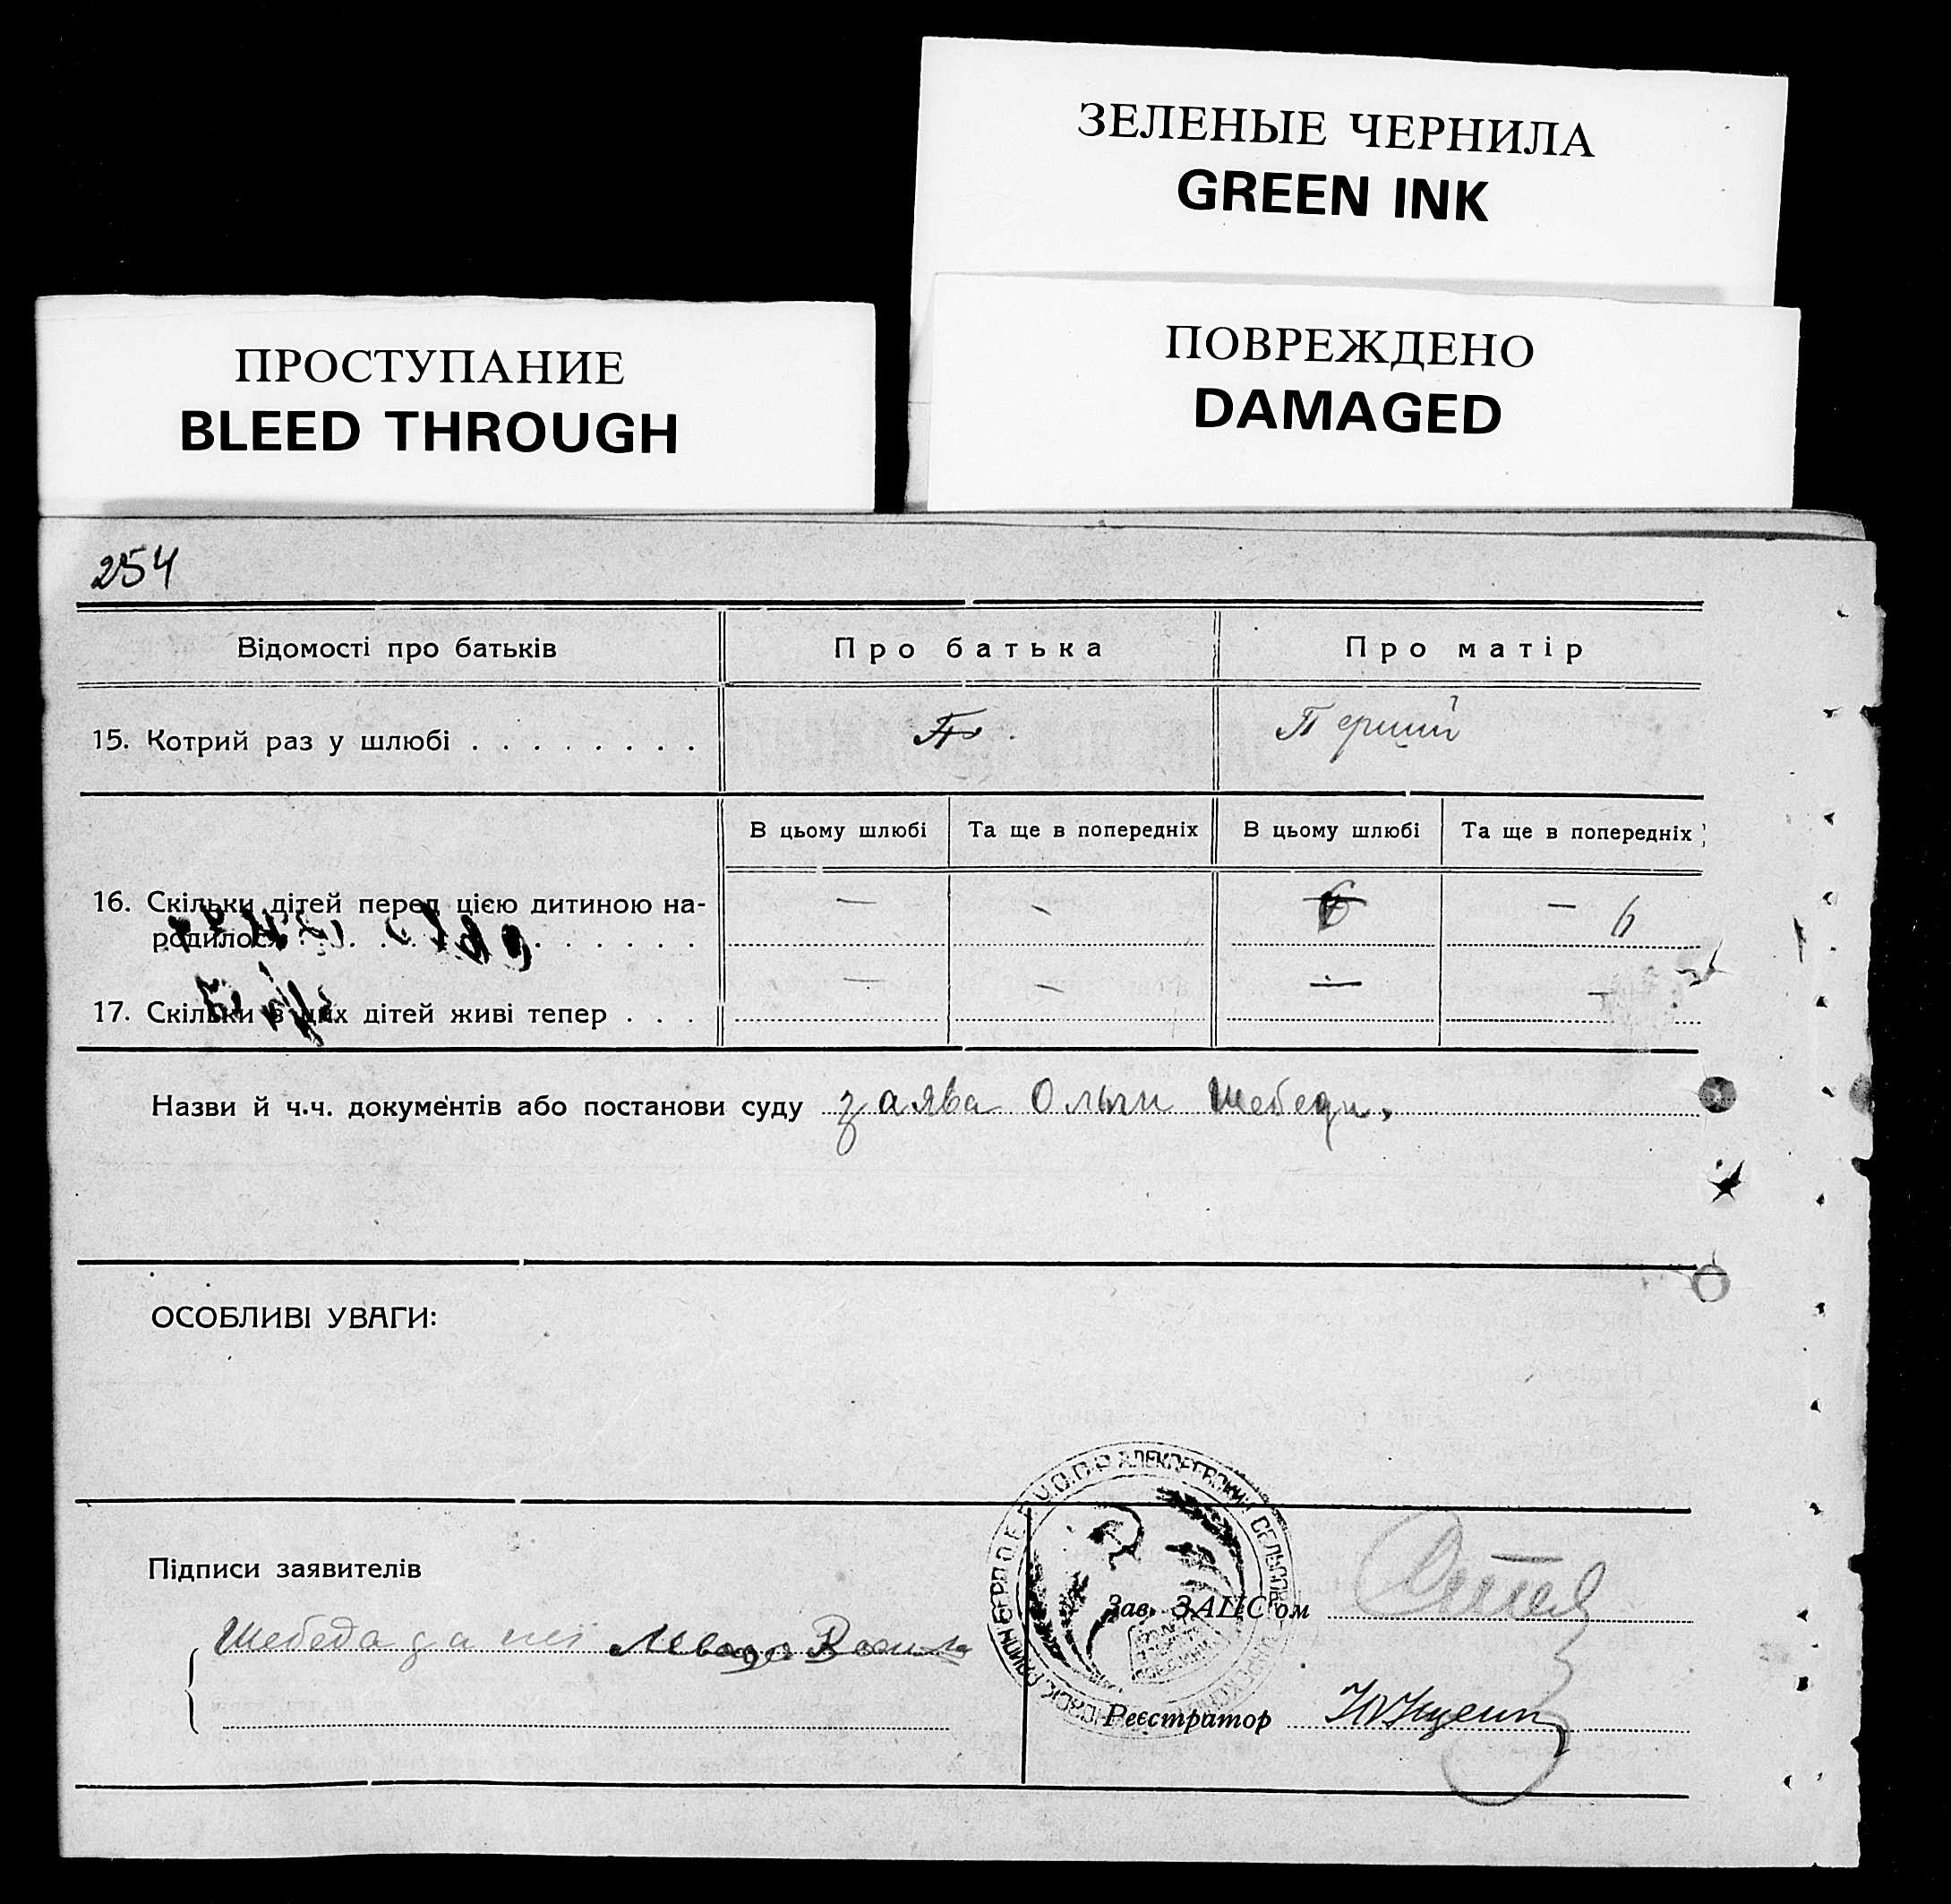 ЗЕЛЕНЫЕ ЧЕРНИЛА
GREEN INK
ПРОСТУПАНИЕ
BLEED THROUGH
ПОВРЕЖДЕНО
DAMAGED
254
Відомості про батьків Про батька Про матір
15. Котрий раз у шлюбі . . . . . . . . Перший
В цьому шлюбі Та ще в попередніх В цьому шлюбі Та ще в попередніх
16. Скільки дітей перед цією дитиною на-
родилося . . . . . . . . . . . — — 6 — 6
17. Скільки з цих дітей живі тепер . . . — — — —
Назви й ч.ч. документів або постанови суду заява Ольги Шебеди,
ОСОБЛИВІ УВАГИ:
Підписи заявителів
Зав. ЗАГС'ом
Шебеда за неї
Реєстратор